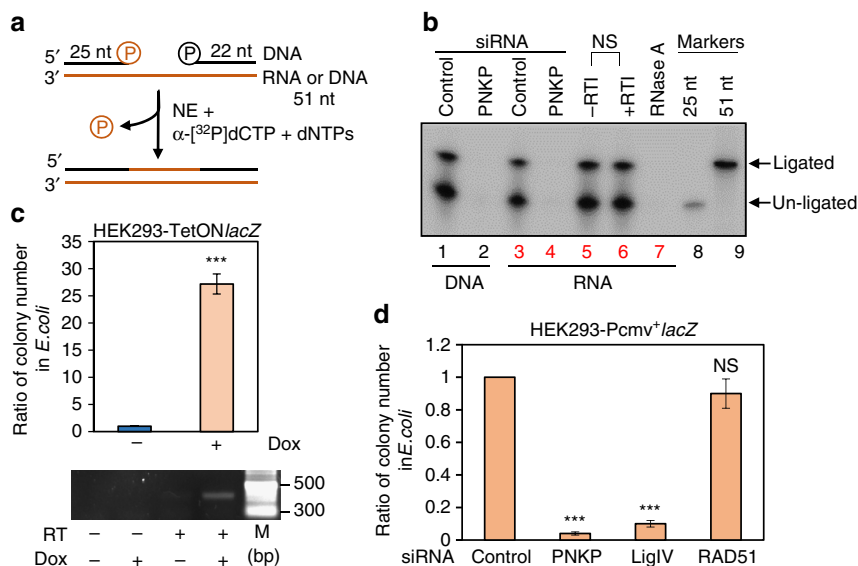 a
25 nt P P 22 nt DNA
5′
3′ RNA or DNA
51 nt
P
NE +
α-[³²P]dCTP + dNTPs
5′
3′
b
siRNA NS Markers
Control PNKP Control PNKP –RTI +RTI RNase A 25 nt 51 nt
Ligated
Un-ligated
1 2 3 4 5 6 7 8 9
DNA RNA
c
HEK293-TetONlacZ
Ratio of colony number
in E.coli
35
30
25
20
15
10
5
0
***
– + Dox
500
300
RT – – + + M
Dox – + – + (bp)
d
HEK293-Pcmv⁺lacZ
Ratio of colony number
inE.coli
1.2
1
0.8
0.6
0.4
0.2
0
***
***
NS
siRNA Control PNKP LigIV RAD51